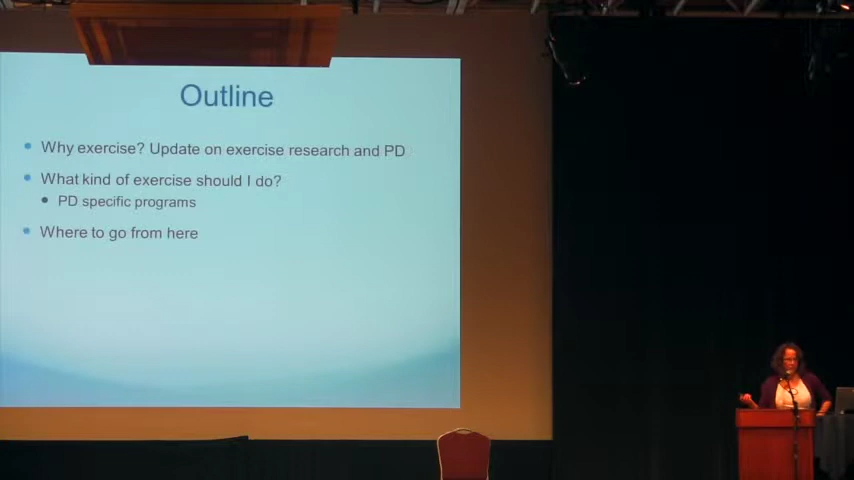 Outline
Why exercise? Update on exercise research and PD
What kind of exercise should I do?
PD specific programs
Where to go from here